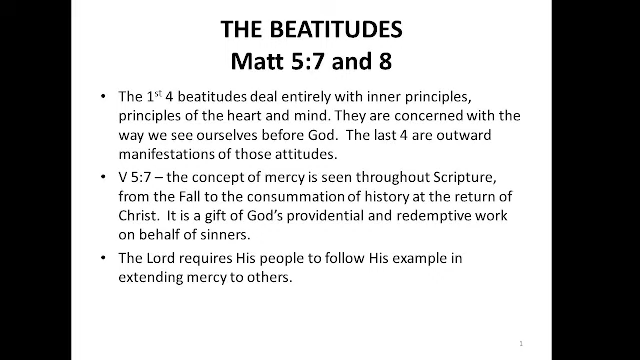 THE BEATITUDES
Matt 5:7 and 8
• The 1st 4 beatitudes deal entirely with inner principles,
principles of the heart and mind. They are concerned with the
way we see ourselves before God. The last 4 are outward
manifestations of those attitudes.
• V 5:7 – the concept of mercy is seen throughout Scripture,
from the Fall to the consummation of history at the return of
Christ. It is a gift of God's providential and redemptive work
on behalf of sinners.
• The Lord requires His people to follow His example in
extending mercy to others.
1